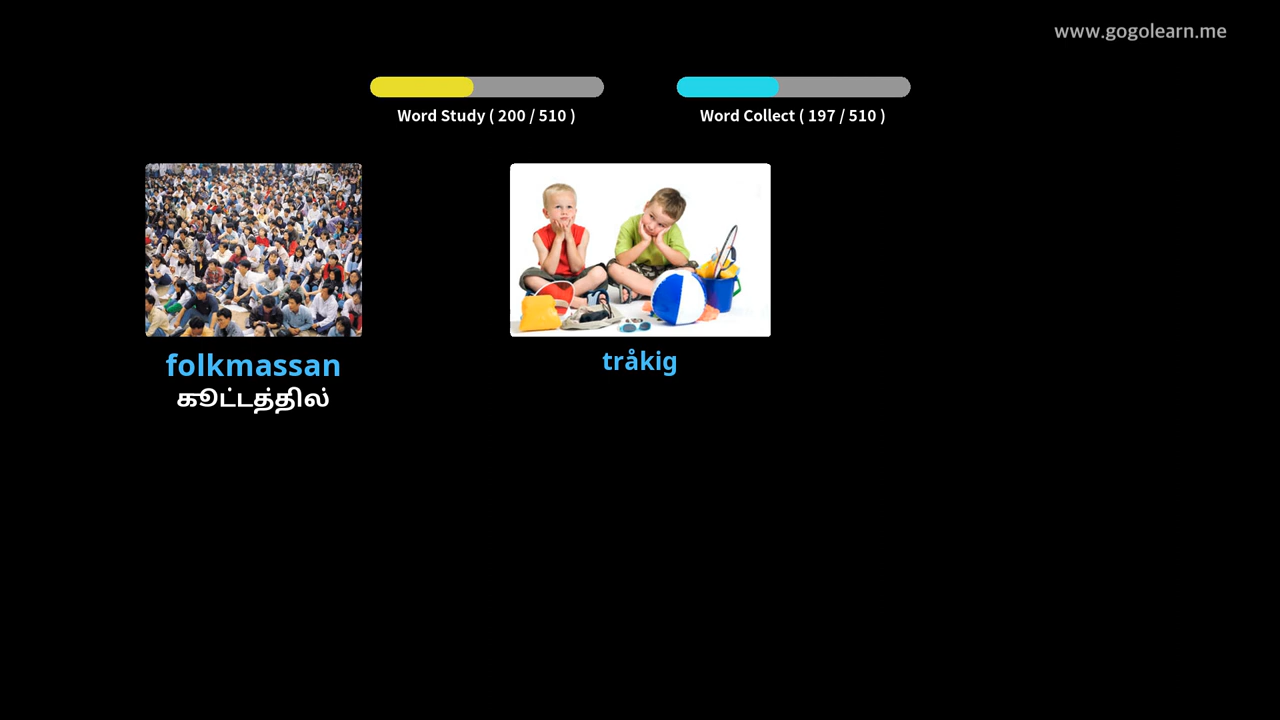 www.gogolearn.me
Word Study ( 200 / 510 )
Word Collect ( 197 / 510 )
folkmassan
கூட்டத்தில்
tråkig